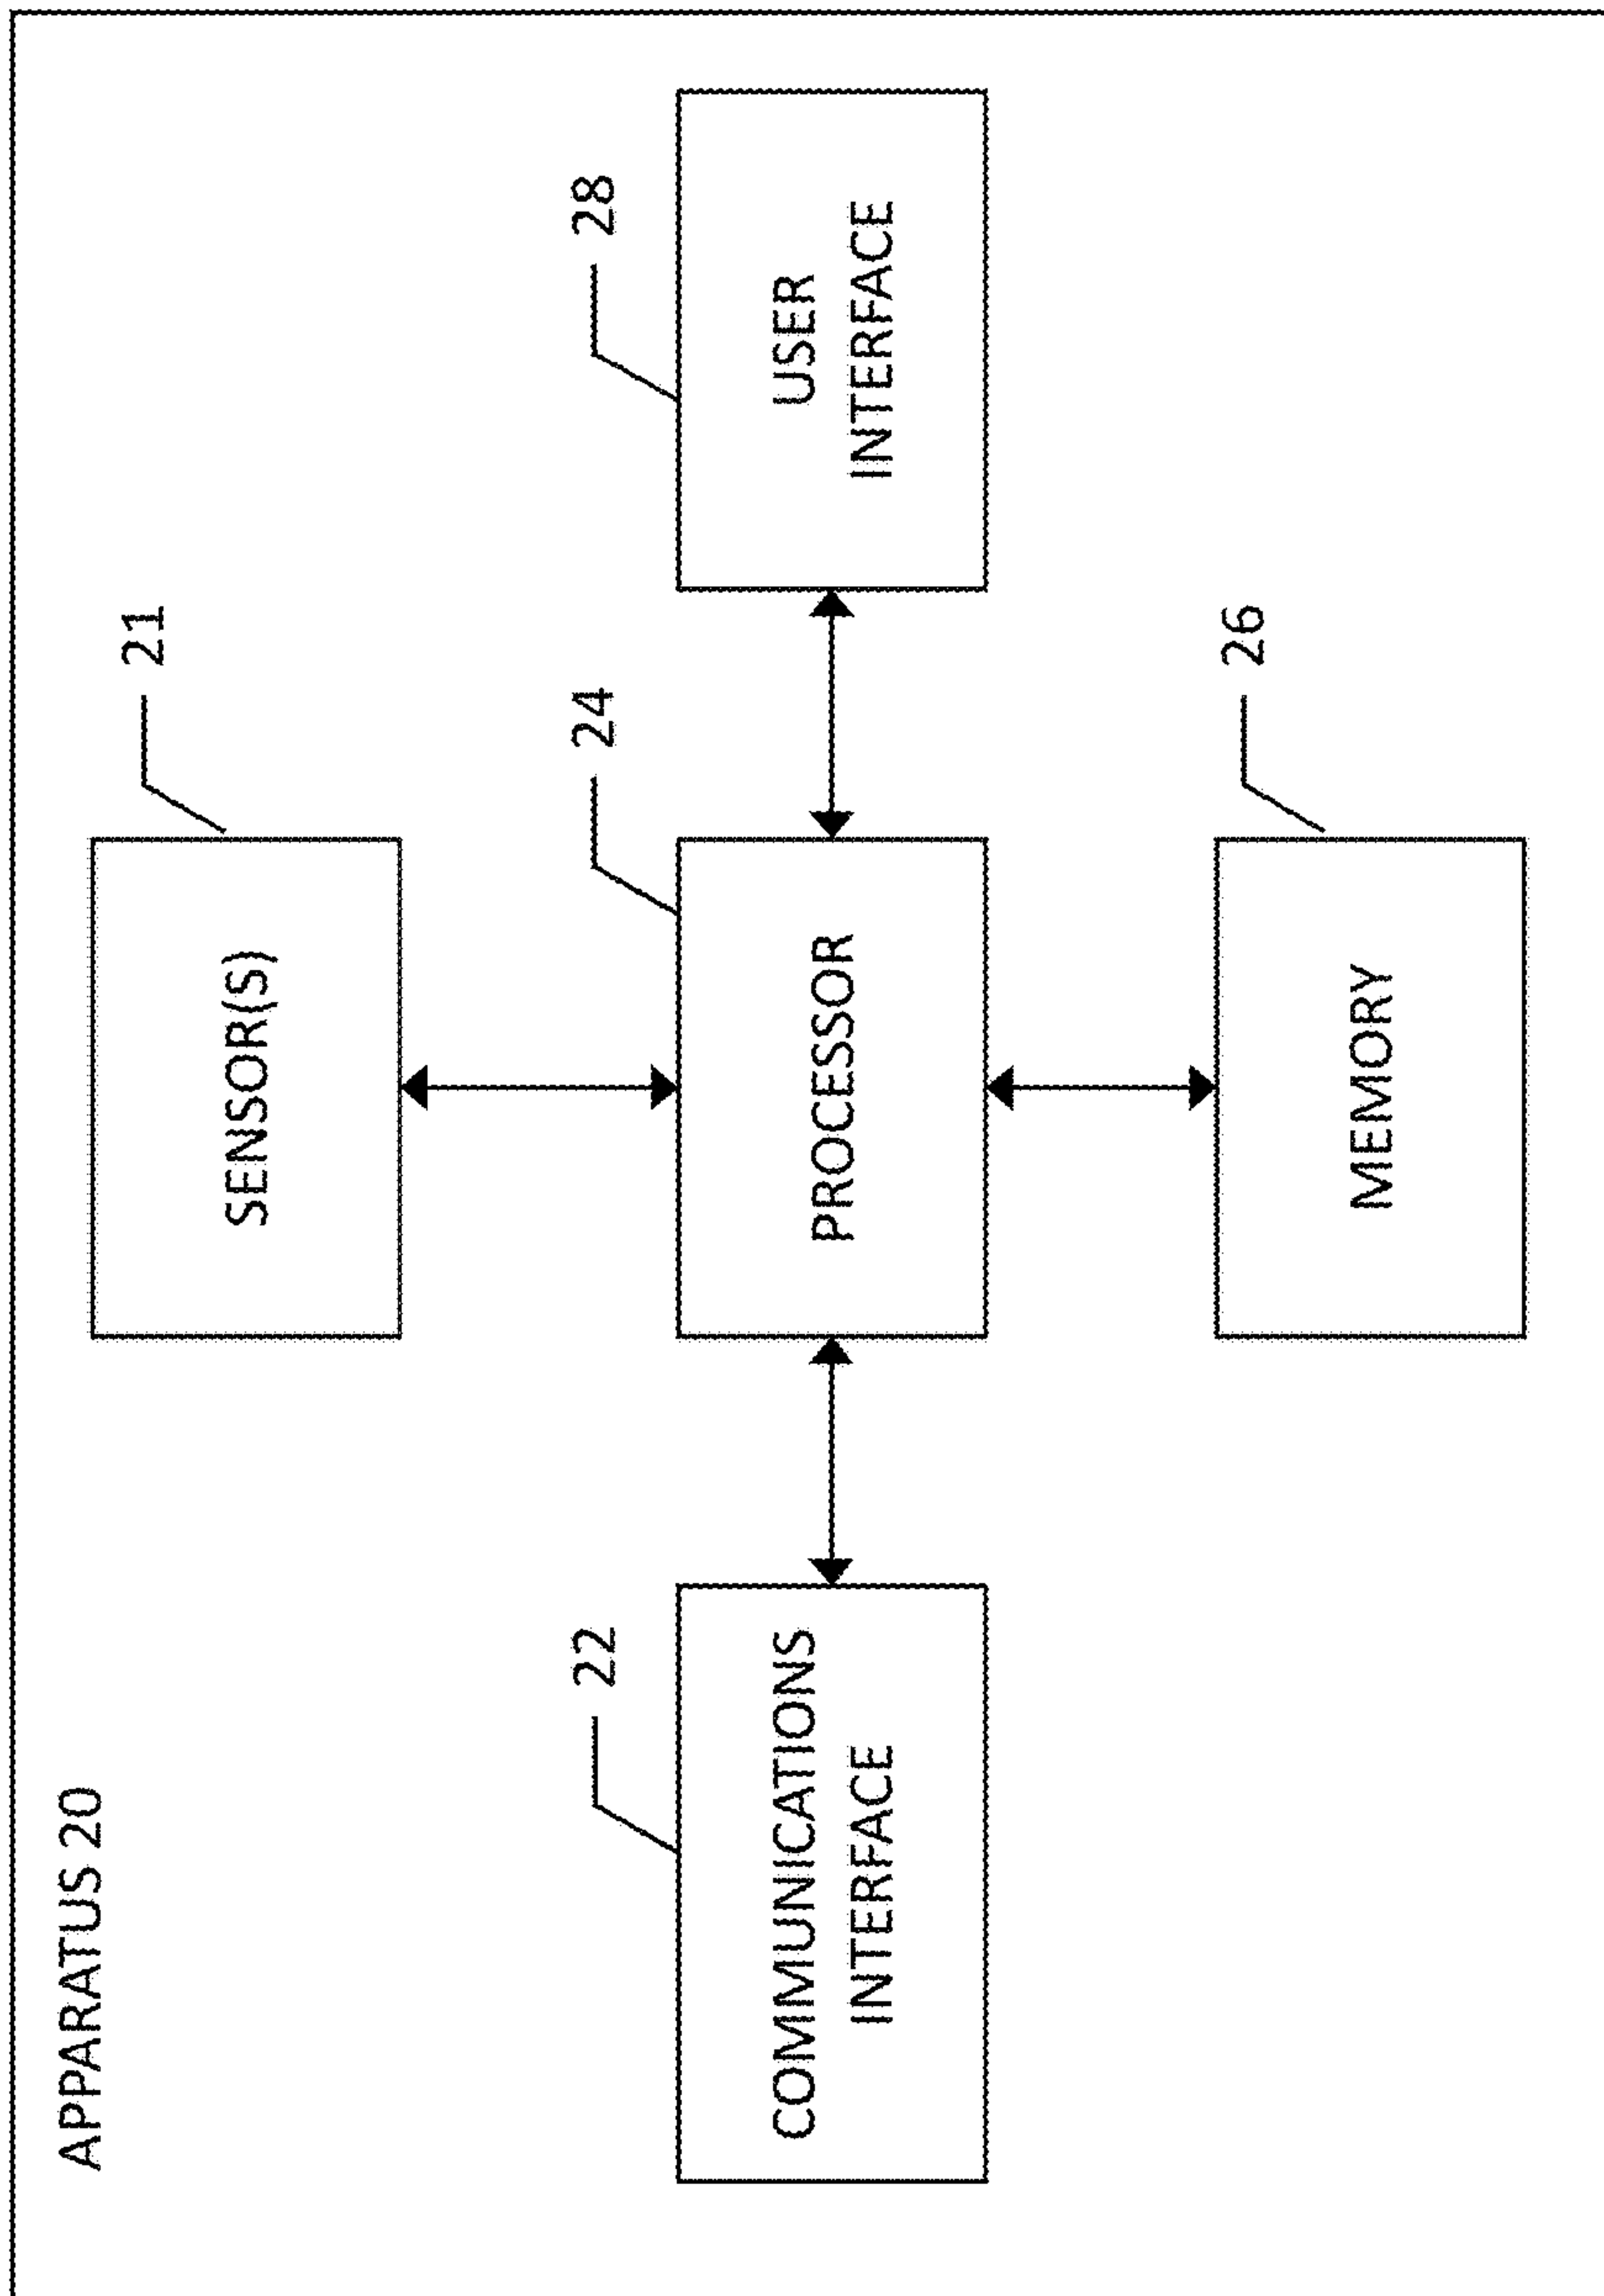 APPARATUS 20
21
SENSOR(S)
22
COMMUNICATIONS
INTERFACE
24
PROCESSOR
28
USER
INTERFACE
26
MEMORY